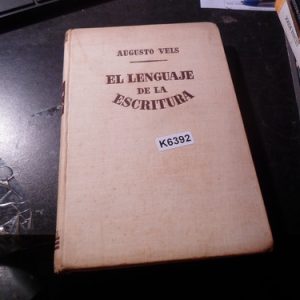 AUGUSTO VELS
EL LENGUAJE
DE LA
ESCRITURA
K6392